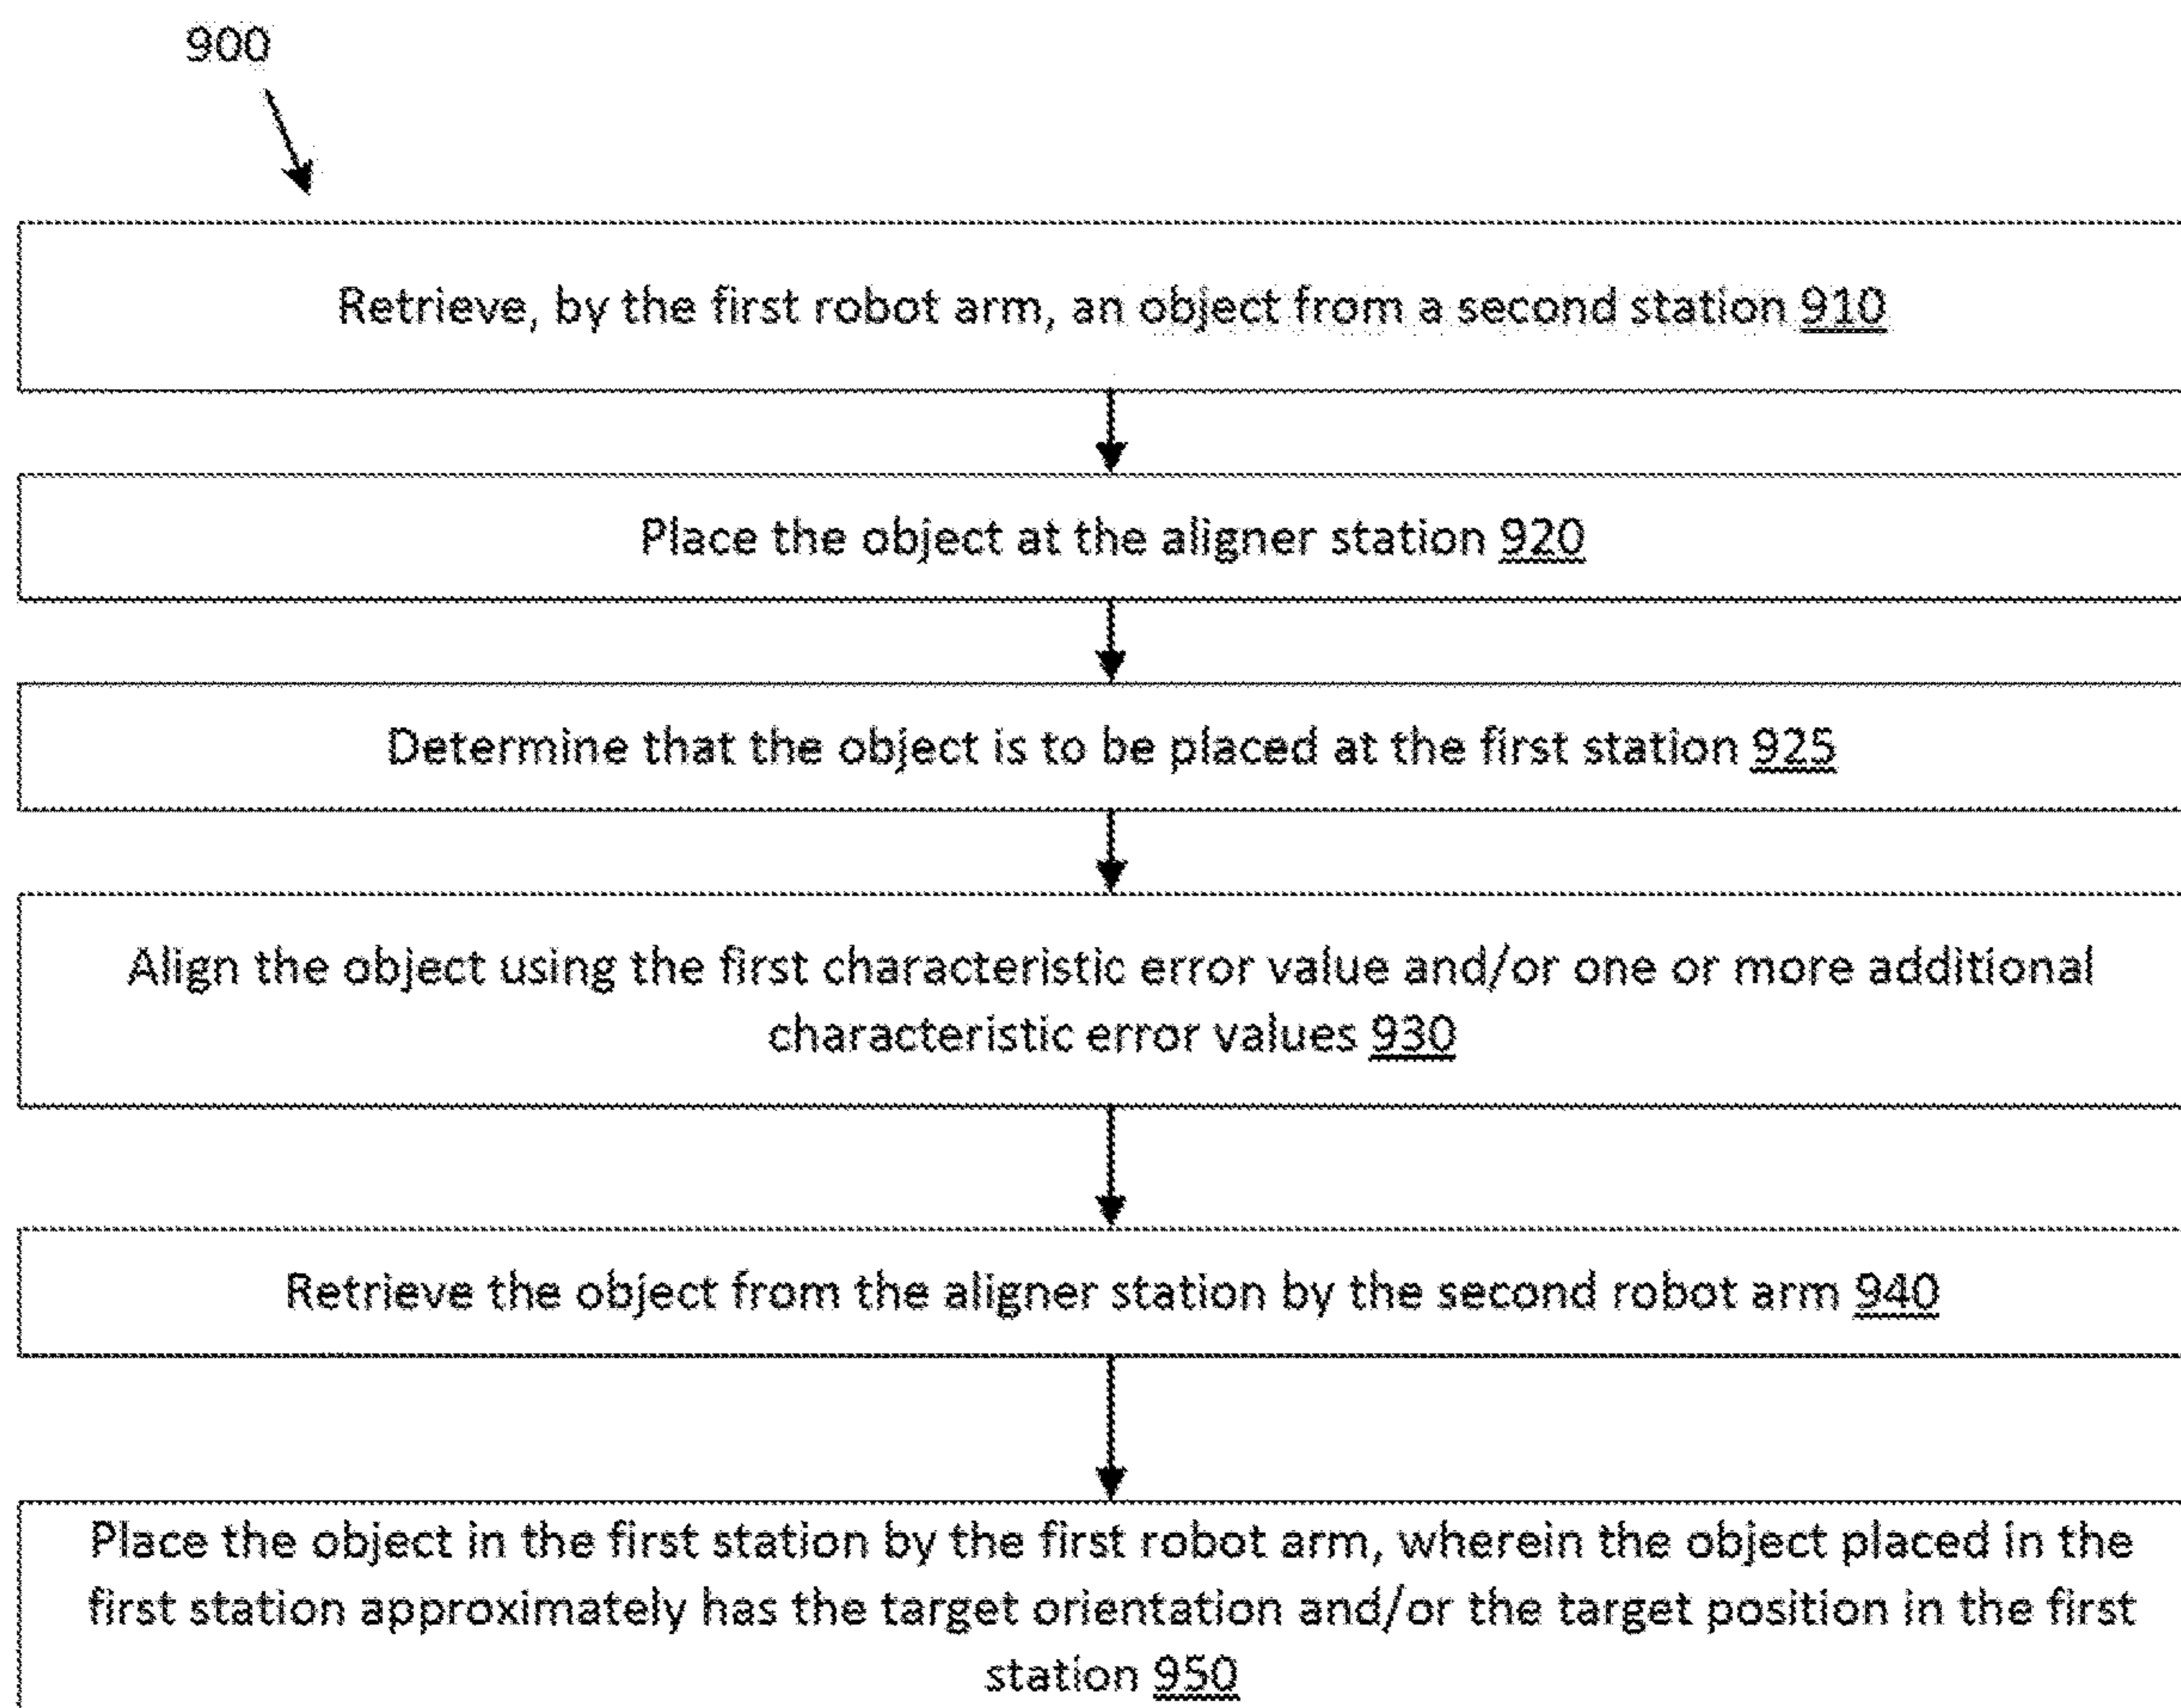 900
Retrieve, by the first robot arm, an object from a second station 910
Place the object at the aligner station 920
Determine that the object is to be placed at the first station 925
Align the object using the first characteristic error value and/or one or more additional
characteristic error values 930
Retrieve the object from the aligner station by the second robot arm 940
Place the object in the first station by the first robot arm, wherein the object placed in the
first station approximately has the target orientation and/or the target position in the first
station 950